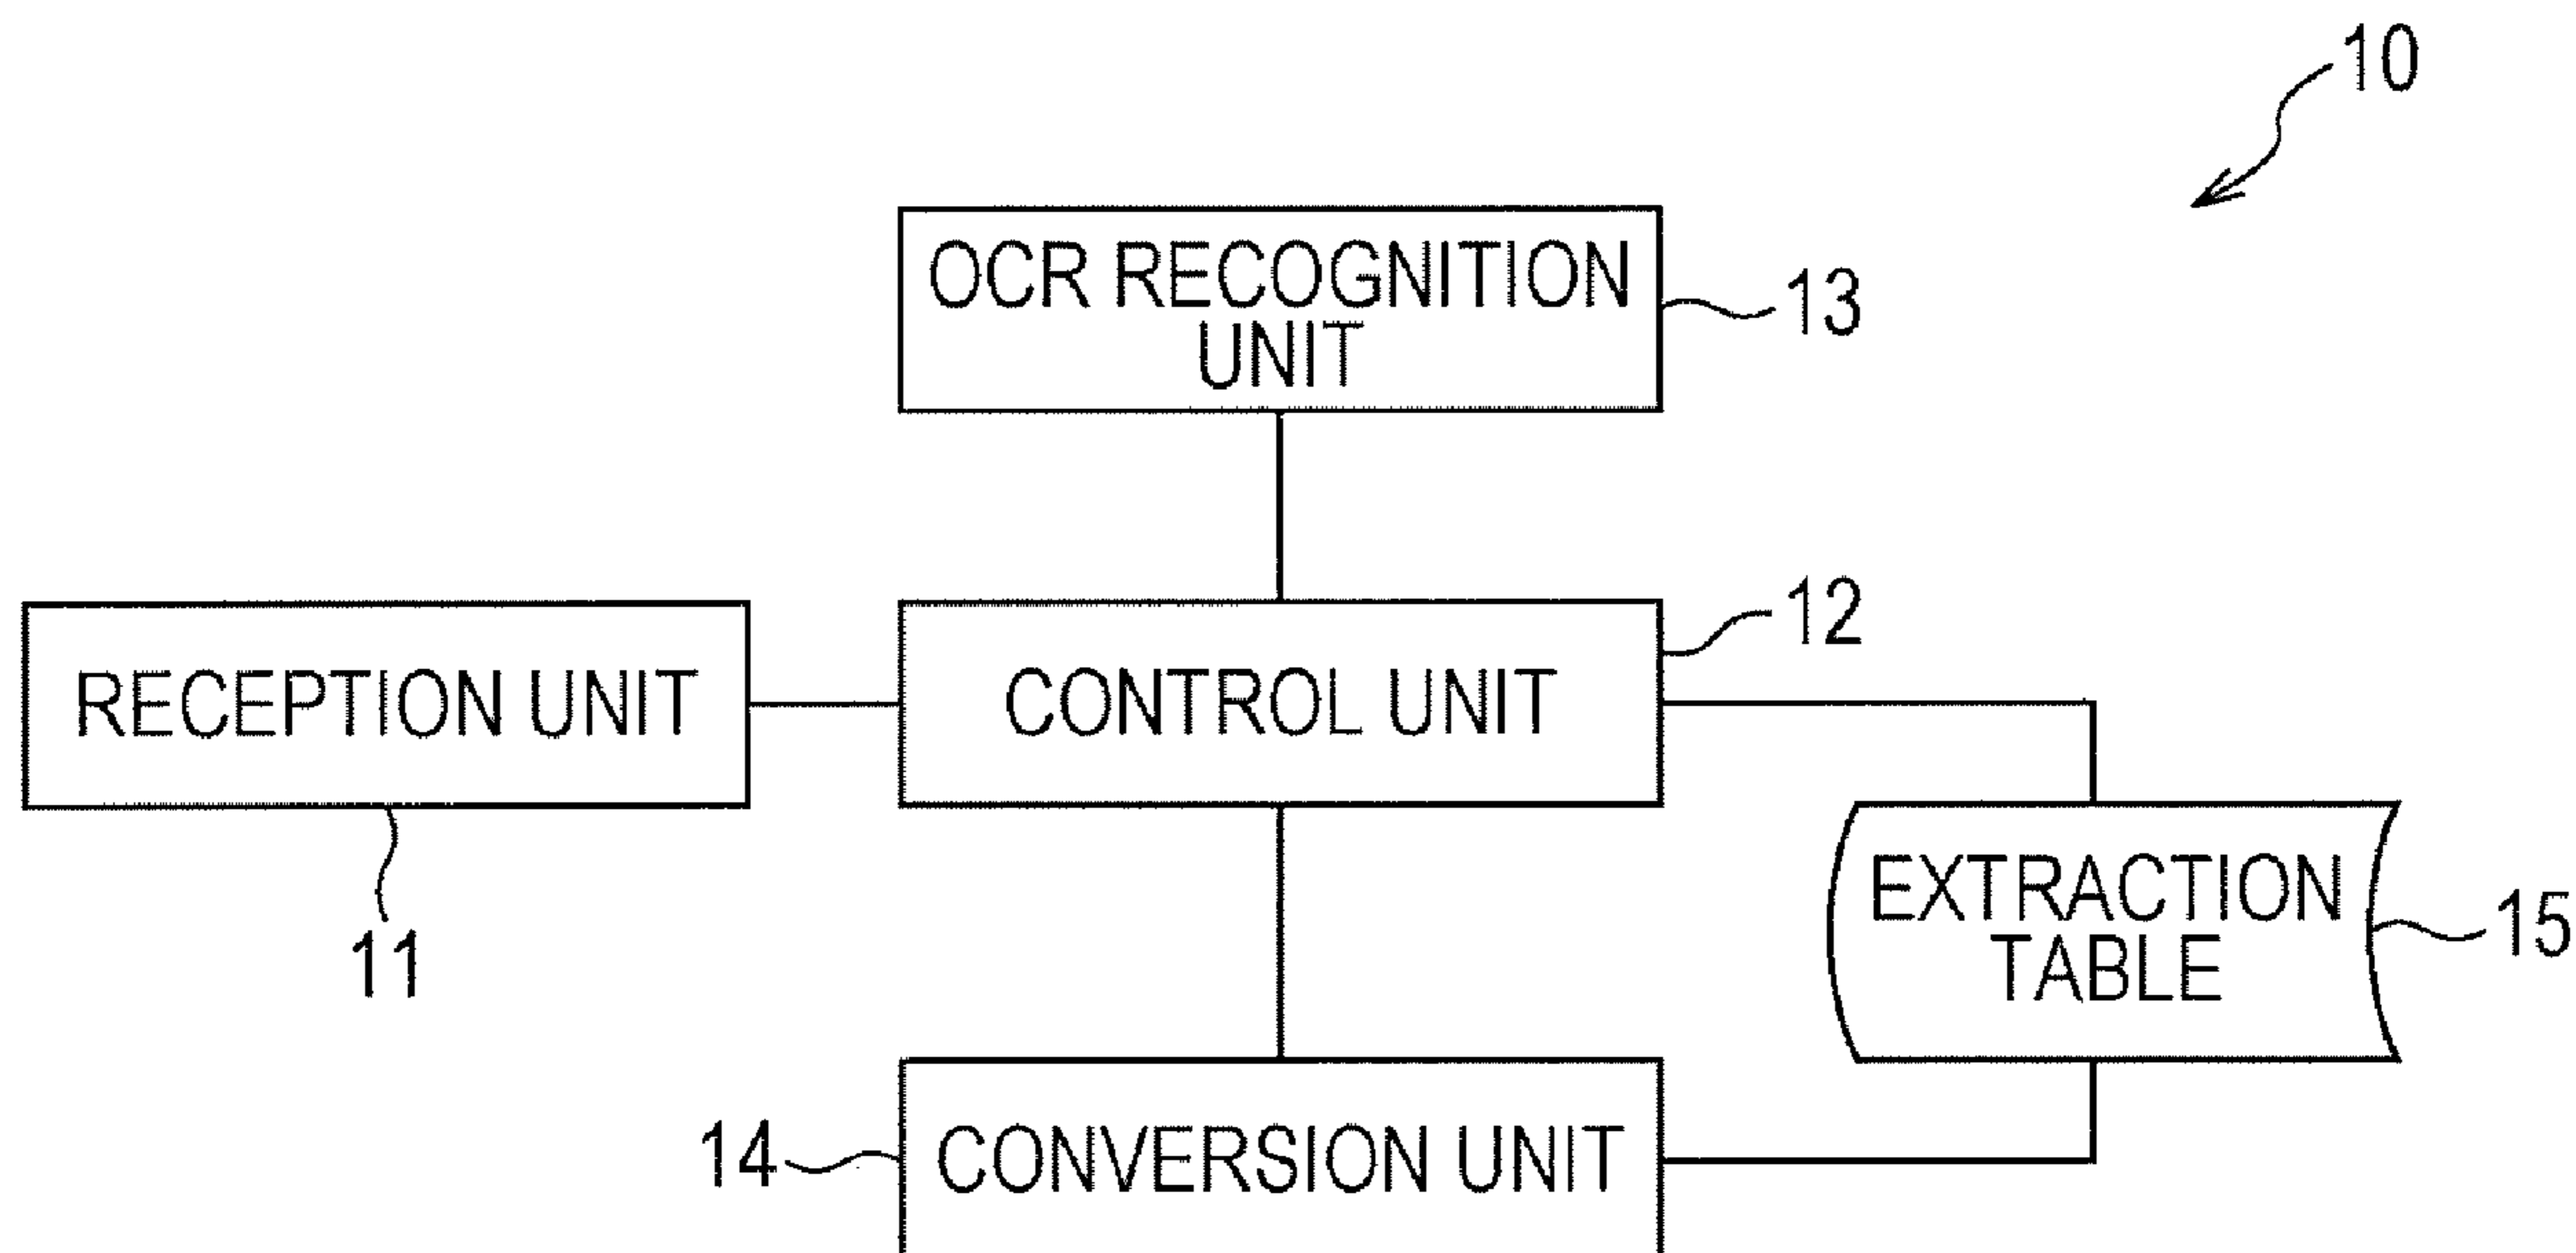 10
OCR RECOGNITION
UNIT
13
12
RECEPTION UNIT
CONTROL UNIT
11
EXTRACTION
TABLE
15
14
CONVERSION UNIT